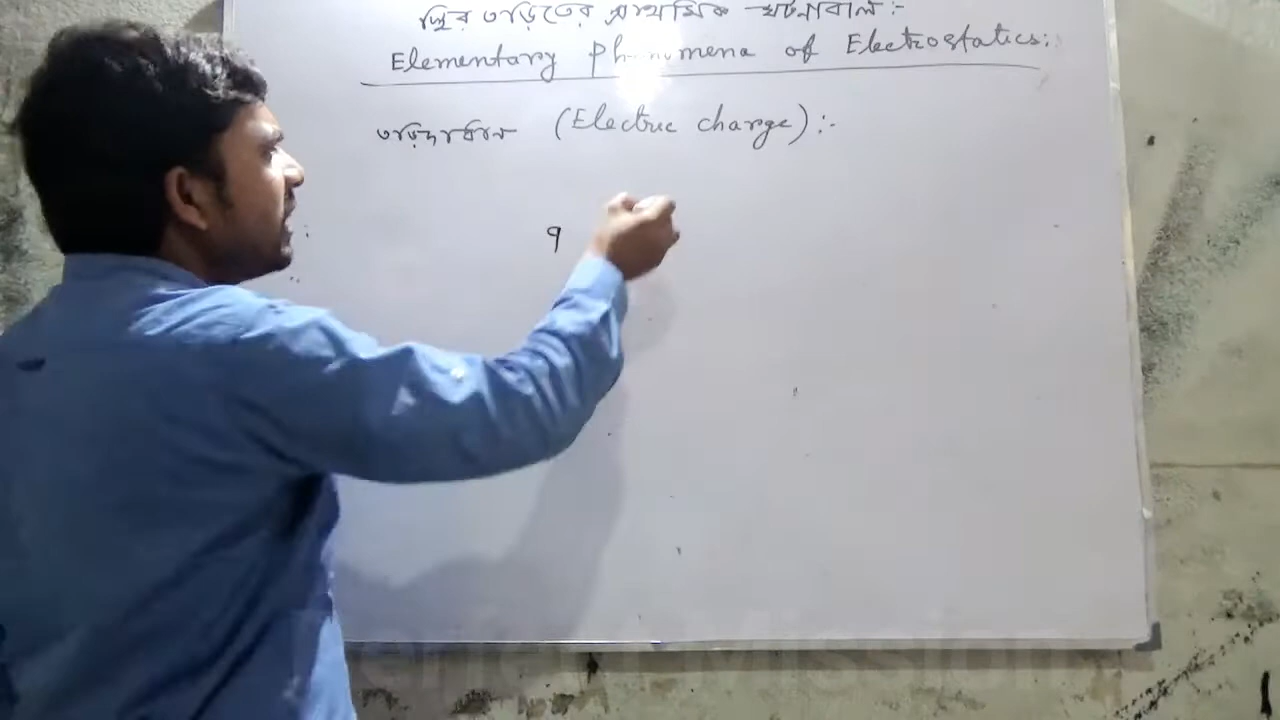 স্থির তড়িতের প্রাথমিক ঘটনাবলি :-
Elementary Phenomena of Electrostatics:
তড়িদাধান (Electric charge) :-
q